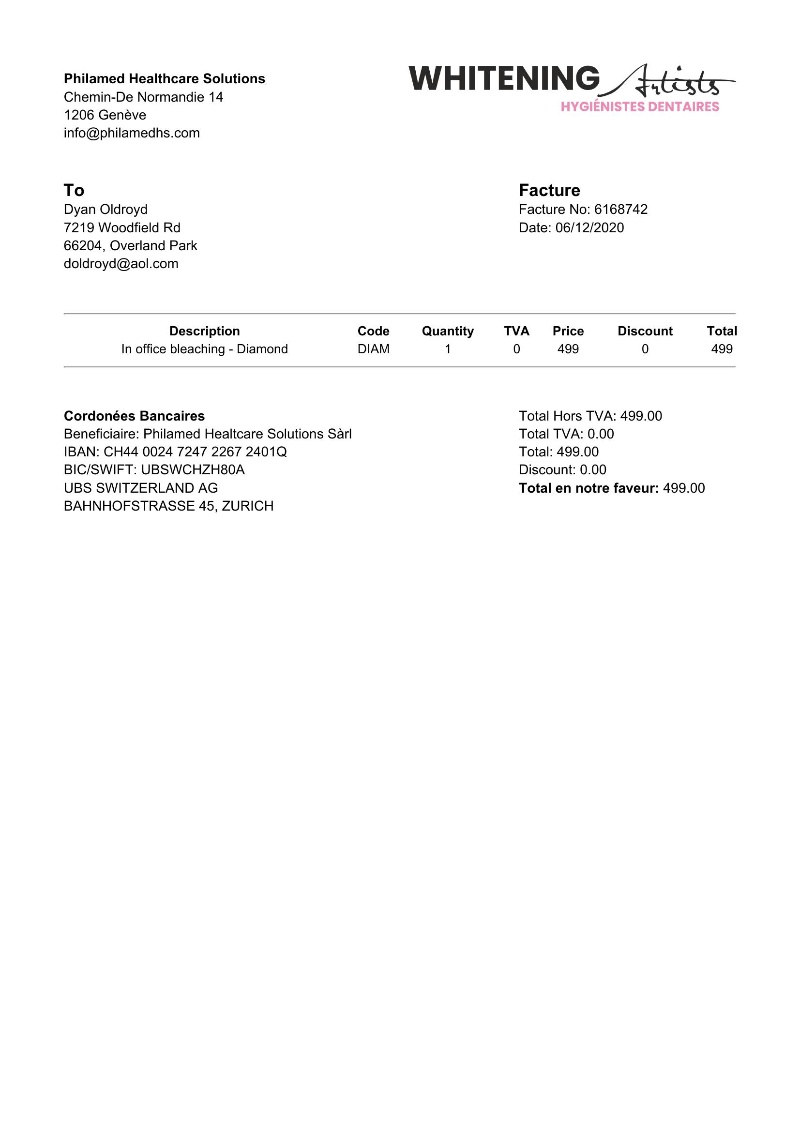 Philamed Healthcare Solutions
Chemin-De Normandie 14
1206 Genève
info@philamedhs.com
WHITENING Artists
HYGIÉNISTES DENTAIRES
To
Dyan Oldroyd
7219 Woodfield Rd
66204, Overland Park
doldroyd@aol.com
Facture
Facture No: 6168742
Date: 06/12/2020
Description Code Quantity TVA Price Discount Total
In office bleaching - Diamond DIAM 1 0 499 0 499
Cordonées Bancaires
Beneficiaire: Philamed Healtcare Solutions Sàrl
IBAN: CH44 0024 7247 2267 2401Q
BIC/SWIFT: UBSWCHZH80A
UBS SWITZERLAND AG
BAHNHOFSTRASSE 45, ZURICH
Total Hors TVA: 499.00
Total TVA: 0.00
Total: 499.00
Discount: 0.00
Total en notre faveur: 499.00